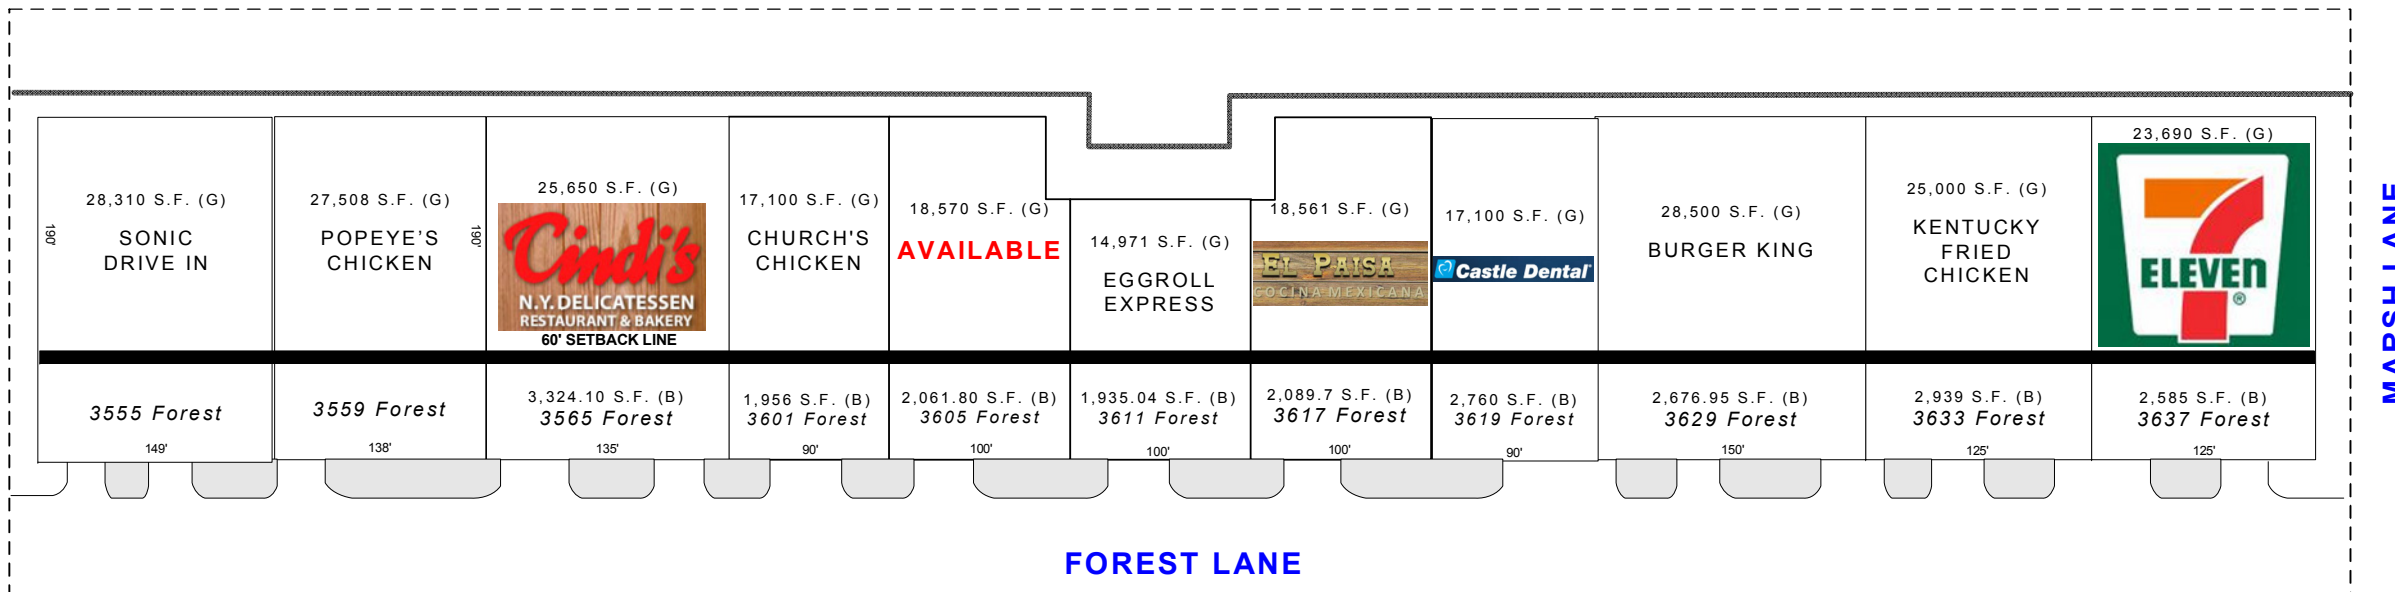 28,310 S.F. (G)
SONIC
DRIVE IN
190'
27,508 S.F. (G)
POPEYE'S
CHICKEN
190'
25,650 S.F. (G)
Cindi's
N.Y. DELICATESSEN
RESTAURANT & BAKERY
60' SETBACK LINE
17,100 S.F. (G)
CHURCH'S
CHICKEN
18,570 S.F. (G)
AVAILABLE
14,971 S.F. (G)
EGGROLL
EXPRESS
18,561 S.F. (G)
EL PAISA
COCINA MEXICANA
17,100 S.F. (G)
Castle Dental
28,500 S.F. (G)
BURGER KING
25,000 S.F. (G)
KENTUCKY
FRIED
CHICKEN
23,690 S.F. (G)
7
ELEVEn
®
3555 Forest
149'
3559 Forest
138'
3,324.10 S.F. (B)
3565 Forest
135'
1,956 S.F. (B)
3601 Forest
90'
2,061.80 S.F. (B)
3605 Forest
100'
1,935.04 S.F. (B)
3611 Forest
100'
2,089.7 S.F. (B)
3617 Forest
100'
2,760 S.F. (B)
3619 Forest
90'
2,676.95 S.F. (B)
3629 Forest
150'
2,939 S.F. (B)
3633 Forest
125'
2,585 S.F. (B)
3637 Forest
125'
FOREST LANE
MARSH LANE